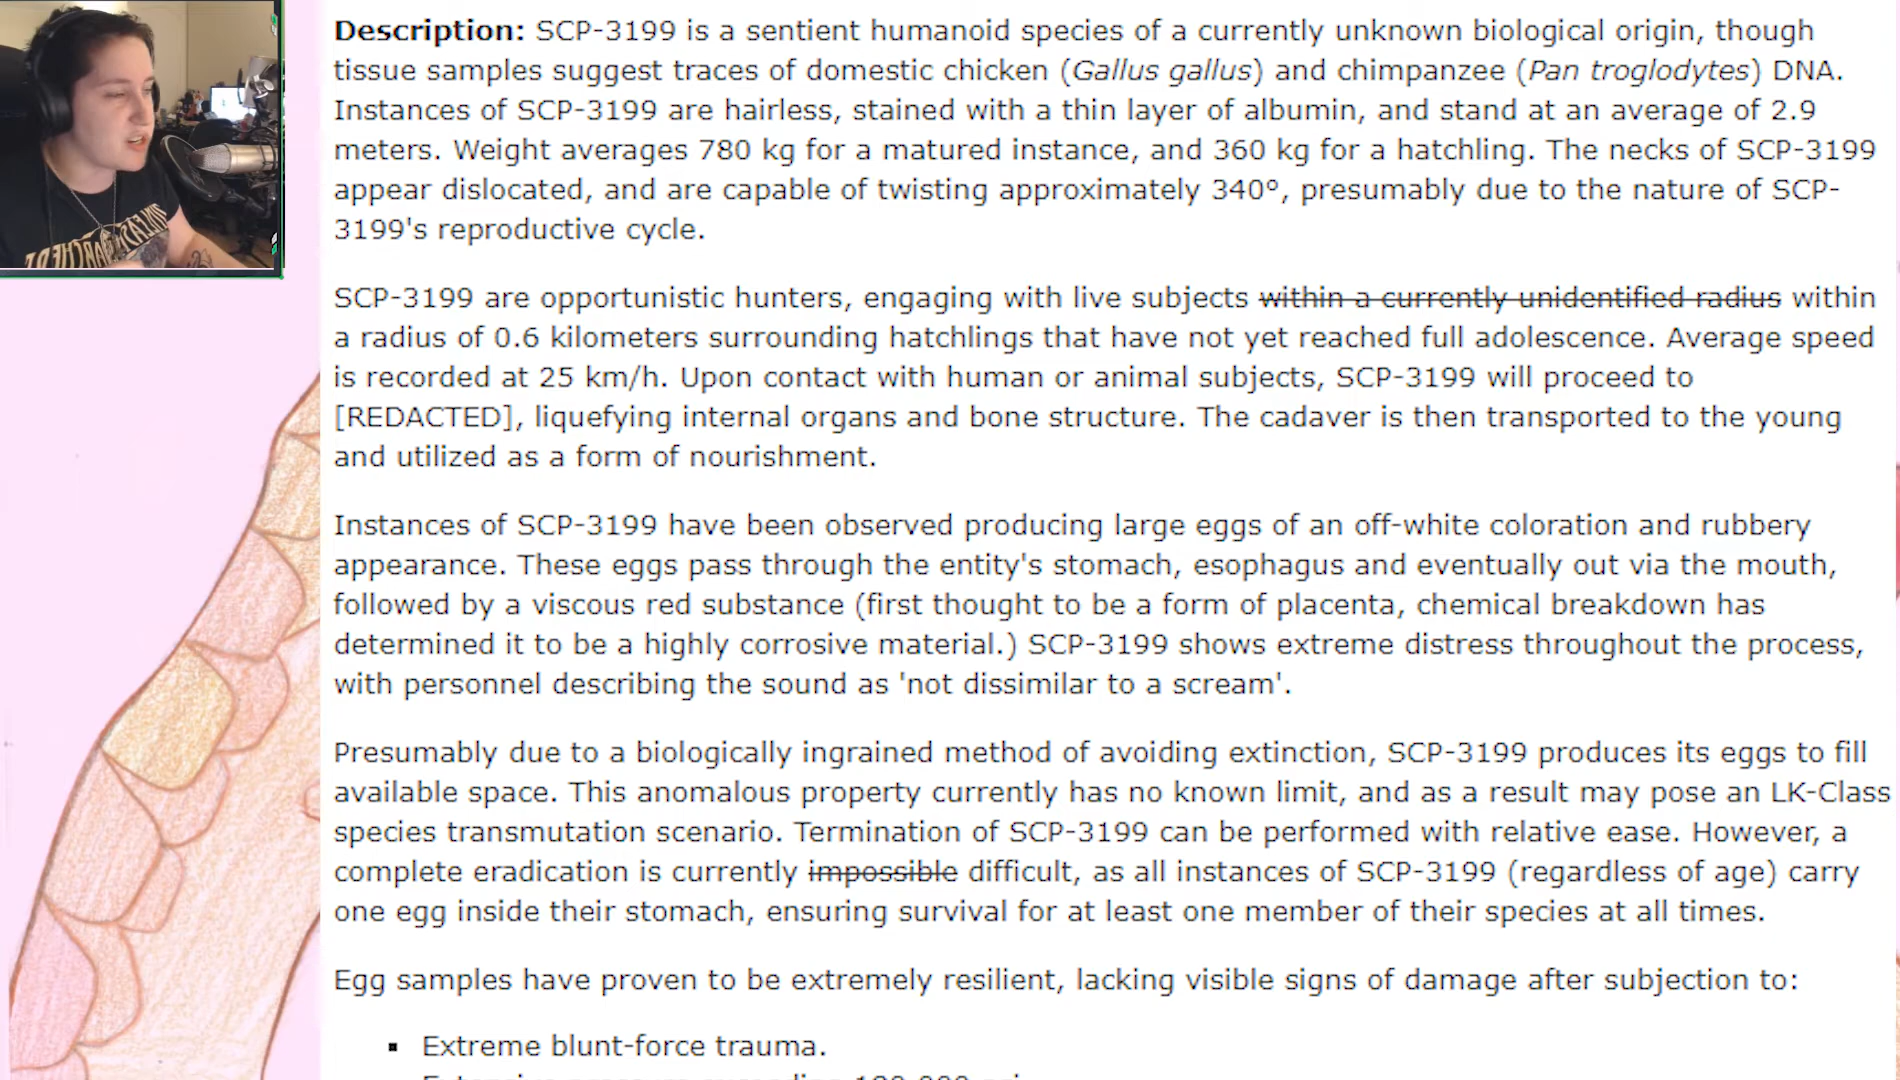 Description: SCP-3199 is a sentient humanoid species of a currently unknown biological origin, though
tissue samples suggest traces of domestic chicken (Gallus gallus) and chimpanzee (Pan troglodytes) DNA.
Instances of SCP-3199 are hairless, stained with a thin layer of albumin, and stand at an average of 2.9
meters. Weight averages 780 kg for a matured instance, and 360 kg for a hatchling. The necks of SCP-3199
appear dislocated, and are capable of twisting approximately 340°, presumably due to the nature of SCP-
3199's reproductive cycle.
SCP-3199 are opportunistic hunters, engaging with live subjects within a currently unidentified radius within
a radius of 0.6 kilometers surrounding hatchlings that have not yet reached full adolescence. Average speed
is recorded at 25 km/h. Upon contact with human or animal subjects, SCP-3199 will proceed to
[REDACTED], liquefying internal organs and bone structure. The cadaver is then transported to the young
and utilized as a form of nourishment.
Instances of SCP-3199 have been observed producing large eggs of an off-white coloration and rubbery
appearance. These eggs pass through the entity's stomach, esophagus and eventually out via the mouth,
followed by a viscous red substance (first thought to be a form of placenta, chemical breakdown has
determined it to be a highly corrosive material.) SCP-3199 shows extreme distress throughout the process,
with personnel describing the sound as 'not dissimilar to a scream'.
Presumably due to a biologically ingrained method of avoiding extinction, SCP-3199 produces its eggs to fill
available space. This anomalous property currently has no known limit, and as a result may pose an LK-Class
species transmutation scenario. Termination of SCP-3199 can be performed with relative ease. However, a
complete eradication is currently impossible difficult, as all instances of SCP-3199 (regardless of age) carry
one egg inside their stomach, ensuring survival for at least one member of their species at all times.
Egg samples have proven to be extremely resilient, lacking visible signs of damage after subjection to:
▪ Extreme blunt-force trauma.